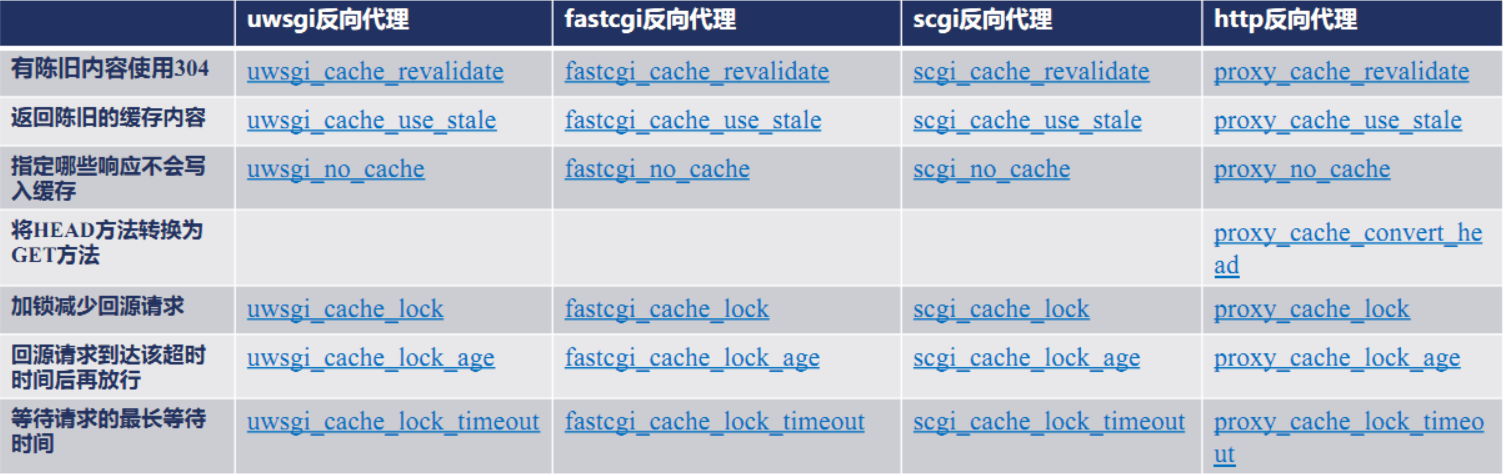 uwsgi反向代理 fastcgi反向代理 scgi反向代理 http反向代理
有陈旧内容使用304 uwsgi_cache_revalidate fastcgi_cache_revalidate scgi_cache_revalidate proxy_cache_revalidate
返回陈旧的缓存内容 uwsgi_cache_use_stale fastcgi_cache_use_stale scgi_cache_use_stale proxy_cache_use_stale
指定哪些响应不会写
入缓存
uwsgi_no_cache fastcgi_no_cache scgi_no_cache proxy_no_cache
将HEAD方法转换为
GET方法
proxy_cache_convert_he
ad
加锁减少回源请求 uwsgi_cache_lock fastcgi_cache_lock scgi_cache_lock proxy_cache_lock
回源请求到达该超时
时间后再放行
uwsgi_cache_lock_age fastcgi_cache_lock_age scgi_cache_lock_age proxy_cache_lock_age
等待请求的最长等待
时间
uwsgi_cache_lock_timeout fastcgi_cache_lock_timeout scgi_cache_lock_timeout proxy_cache_lock_timeo
ut